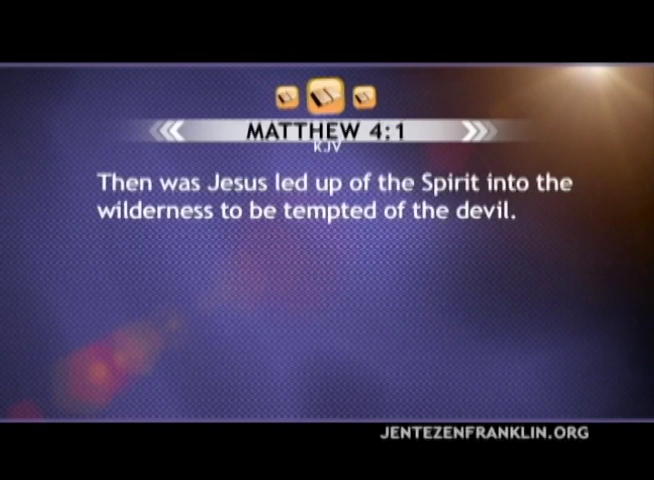 MATTHEW 4:1
KJV
Then was Jesus led up of the Spirit into the
wilderness to be tempted of the devil.
JENTEZENFRANKLIN.ORG